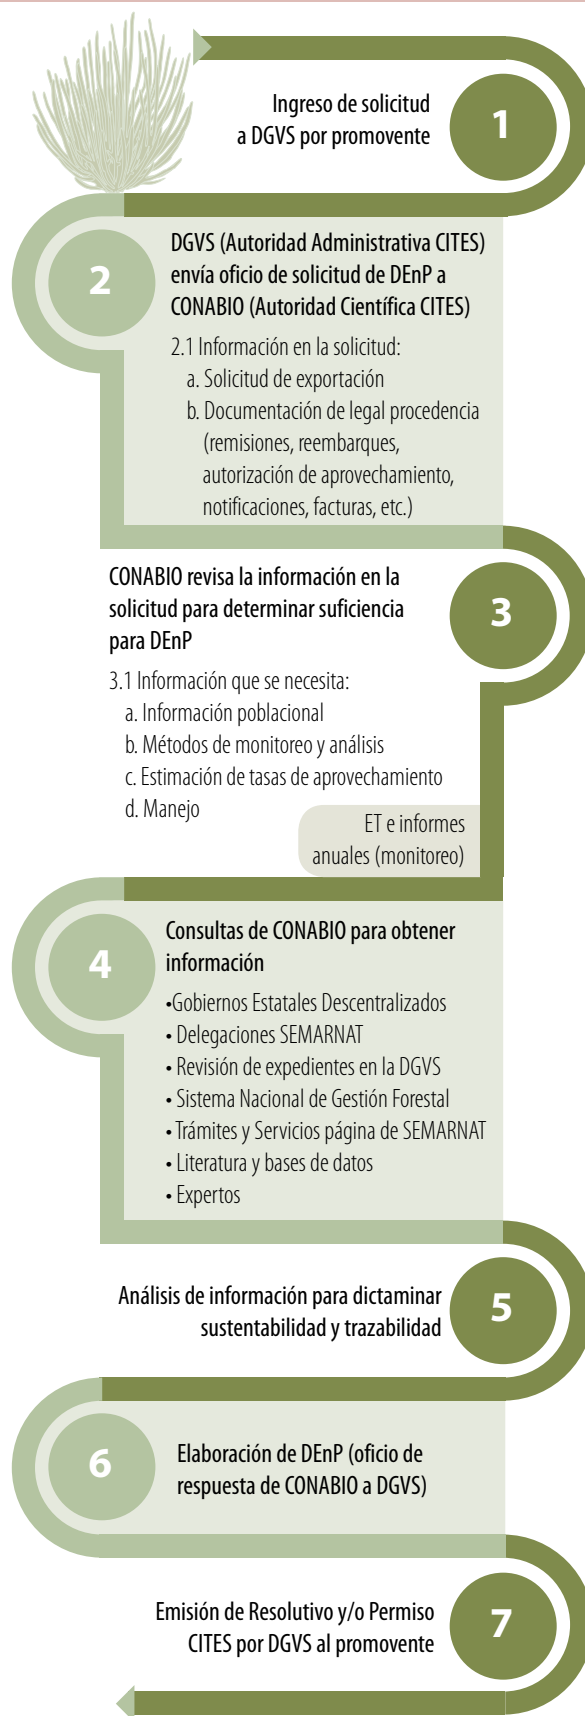 Ingreso de solicitud
a DGVS por promovente
1
2
DGVS (Autoridad Administrativa CITES)
envía oficio de solicitud de DEnP a
CONABIO (Autoridad Científica CITES)
2.1 Información en la solicitud:
a. Solicitud de exportación
b. Documentación de legal procedencia
(remisiones, reembarques,
autorización de aprovechamiento,
notificaciones, facturas, etc.)
CONABIO revisa la información en la
solicitud para determinar suficiencia
para DEnP
3
3.1 Información que se necesita:
a. Información poblacional
b. Métodos de monitoreo y análisis
c. Estimación de tasas de aprovechamiento
d. Manejo
ET e informes
anuales (monitoreo)
4
Consultas de CONABIO para obtener
información
•Gobiernos Estatales Descentralizados
• Delegaciones SEMARNAT
• Revisión de expedientes en la DGVS
• Sistema Nacional de Gestión Forestal
• Trámites y Servicios página de SEMARNAT
• Literatura y bases de datos
• Expertos
Análisis de información para dictaminar
sustentabilidad y trazabilidad
5
6
Elaboración de DEnP (oficio de
respuesta de CONABIO a DGVS)
Emisión de Resolutivo y/o Permiso
CITES por DGVS al promovente
7